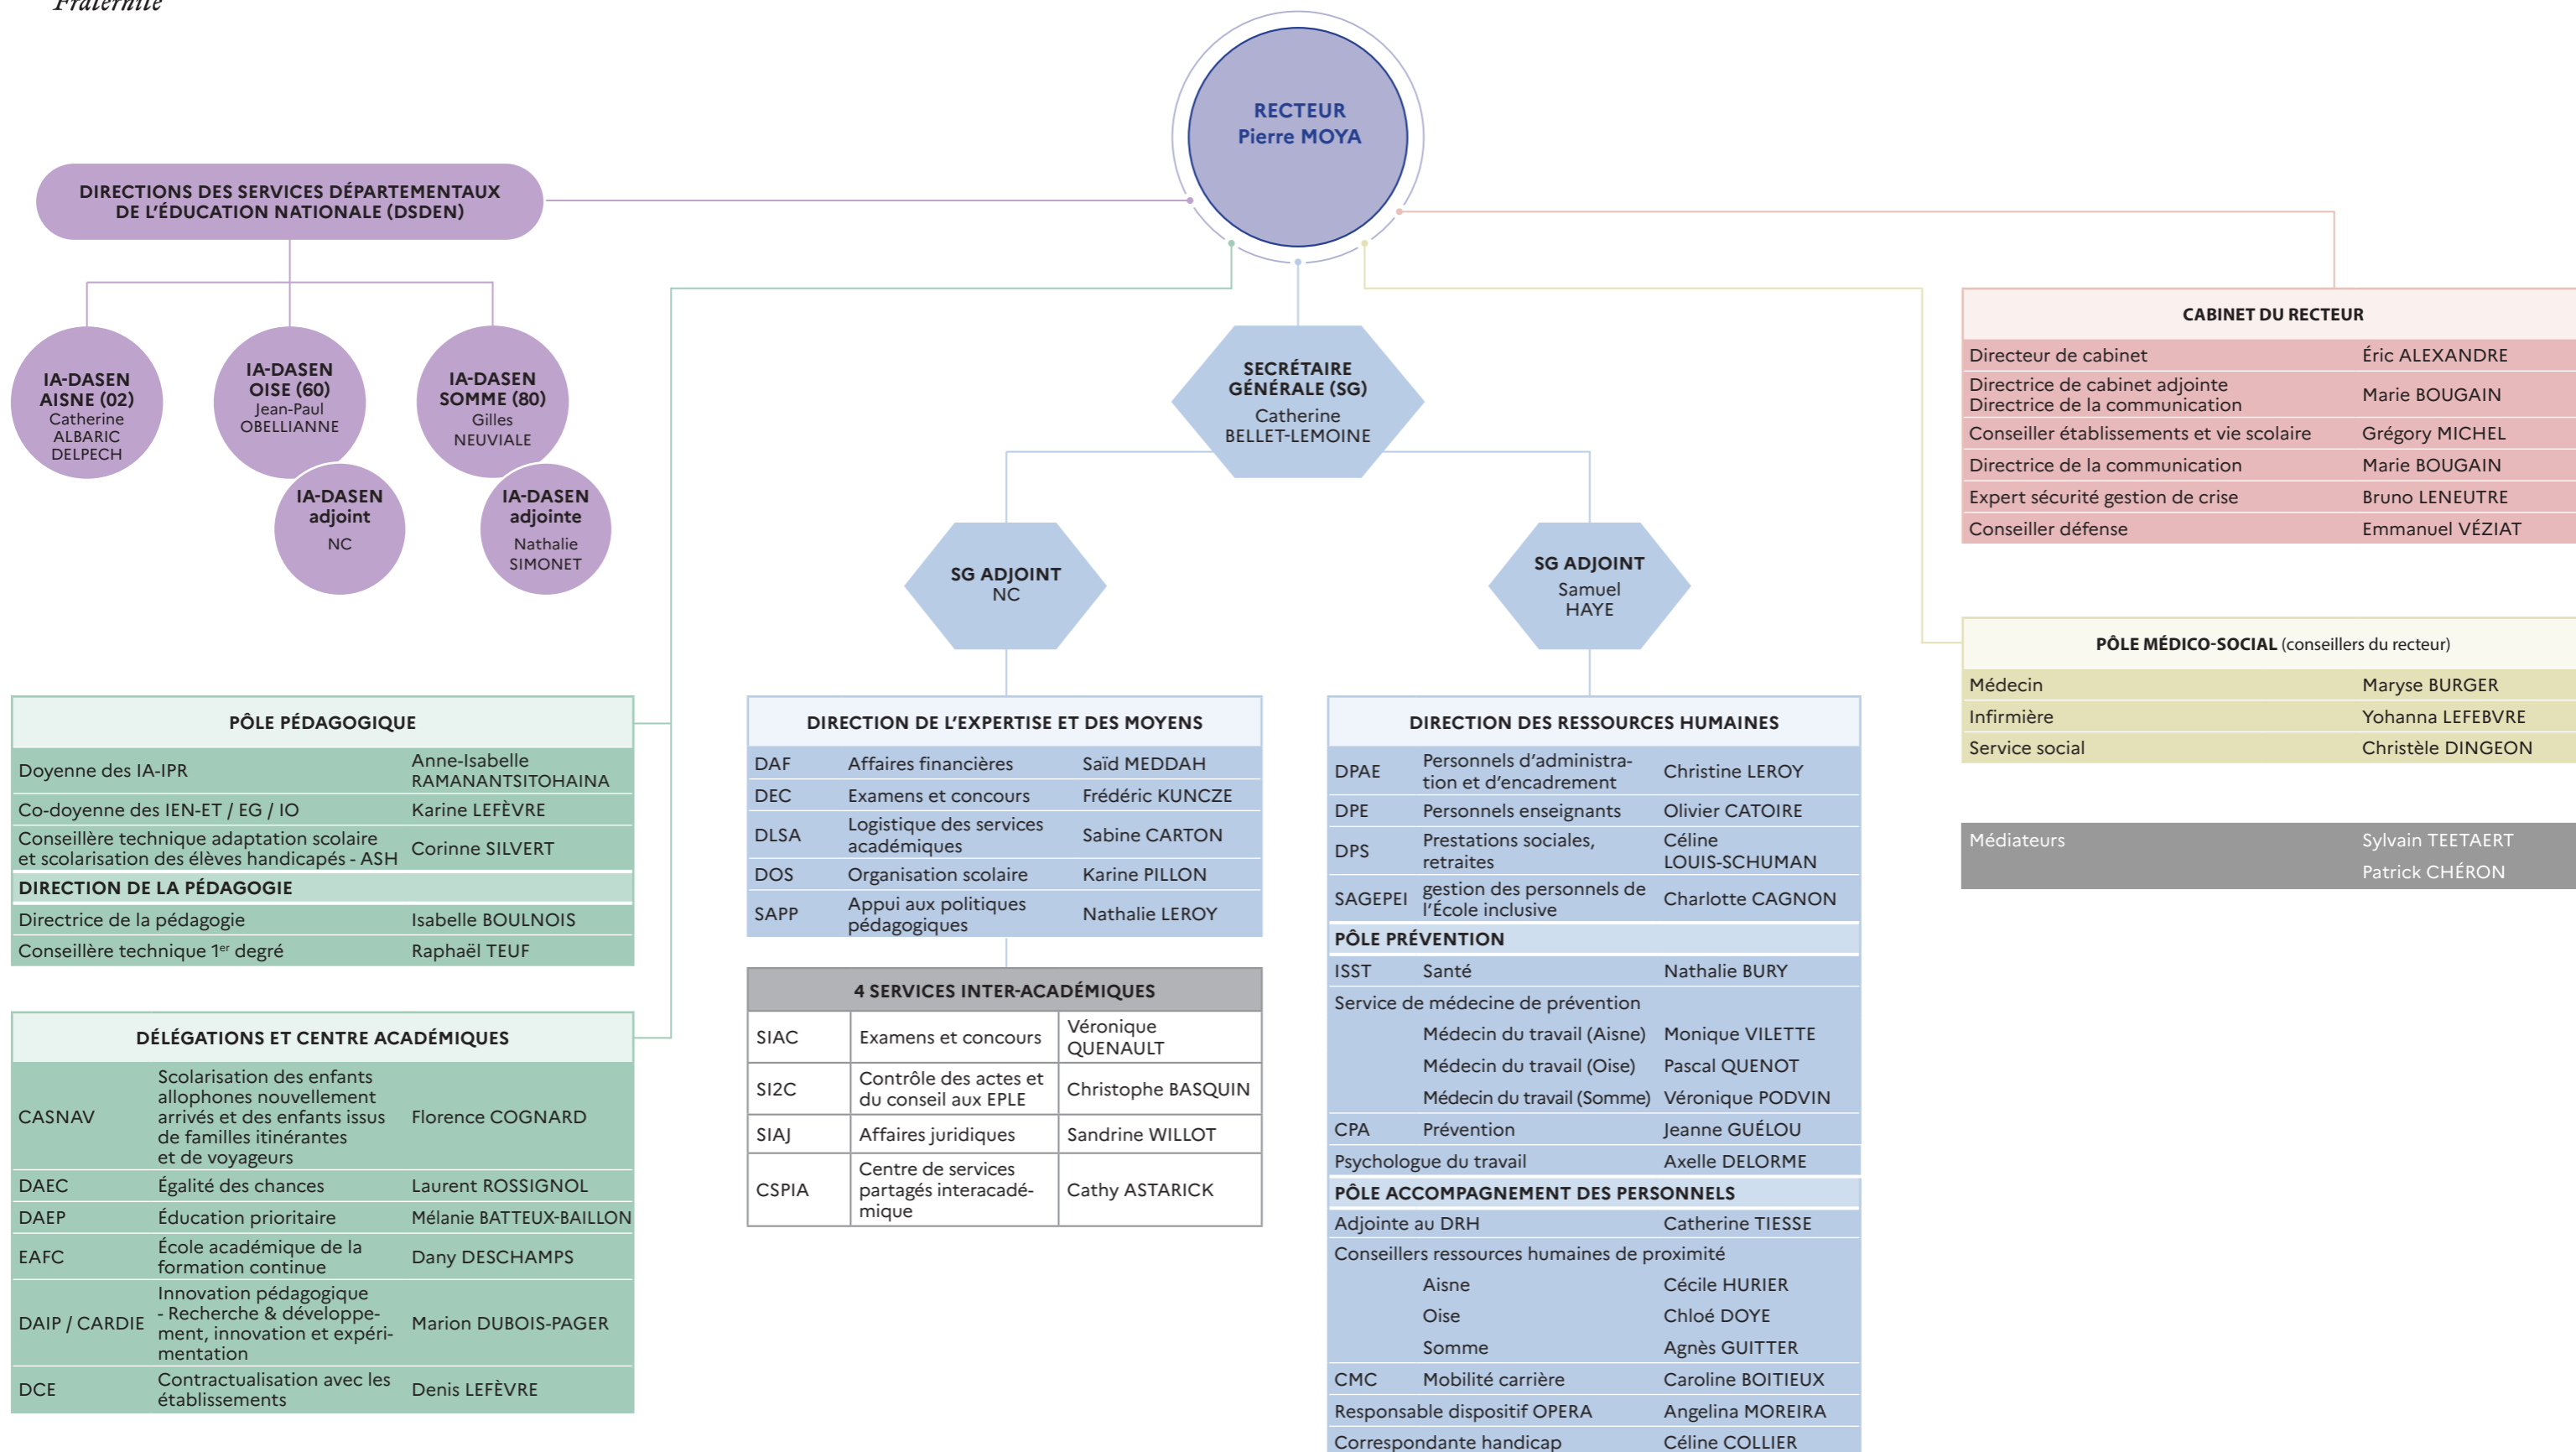 Fraternité
RECTEUR
Pierre MOYA
DIRECTIONS DES SERVICES DÉPARTEMENTAUX
DE L'ÉDUCATION NATIONALE (DSDEN)
IA-DASEN
AISNE (02)
Catherine
ALBARIC
DELPECH
IA-DASEN
OISE (60)
Jean-Paul
OBELLIANNE
IA-DASEN
SOMME (80)
Gilles
NEUVIALE
IA-DASEN
adjoint
NC
IA-DASEN
adjointe
Nathalie
SIMONET
SECRÉTAIRE
GÉNÉRALE (SG)
Catherine
BELLET-LEMOINE
SG ADJOINT
NC
SG ADJOINT
Samuel
HAYE
CABINET DU RECTEUR
Directeur de cabinet Éric ALEXANDRE
Directrice de cabinet adjointe
Directrice de la communication Marie BOUGAIN
Conseiller établissements et vie scolaire Grégory MICHEL
Directrice de la communication Marie BOUGAIN
Expert sécurité gestion de crise Bruno LENEUTRE
Conseiller défense Emmanuel VÉZIAT
PÔLE MÉDICO-SOCIAL (conseillers du recteur)
Médecin Maryse BURGER
Infirmière Yohanna LEFEBVRE
Service social Christèle DINGEON
Médiateurs Sylvain TEETAERT
Patrick CHÉRON
PÔLE PÉDAGOGIQUE
Doyenne des IA-IPR Anne-Isabelle
RAMANANTSITOHAINA
Co-doyenne des IEN-ET / EG / IO Karine LEFÈVRE
Conseillère technique adaptation scolaire
et scolarisation des élèves handicapés - ASH Corinne SILVERT
DIRECTION DE LA PÉDAGOGIE
Directrice de la pédagogie Isabelle BOULNOIS
Conseillère technique 1er degré Raphaël TEUF
DÉLÉGATIONS ET CENTRE ACADÉMIQUES
CASNAV Scolarisation des enfants
allophones nouvellement
arrivés et des enfants issus
de familles itinérantes
et de voyageurs Florence COGNARD
DAEC Égalité des chances Laurent ROSSIGNOL
DAEP Éducation prioritaire Mélanie BATTEUX-BAILLON
EAFC École académique de la
formation continue Dany DESCHAMPS
DAIP / CARDIE Innovation pédagogique
- Recherche & développe-
ment, innovation et expéri-
mentation Marion DUBOIS-PAGER
DCE Contractualisation avec les
établissements Denis LEFÈVRE
DIRECTION DE L'EXPERTISE ET DES MOYENS
DAF Affaires financières Saïd MEDDAH
DEC Examens et concours Frédéric KUNCZE
DLSA Logistique des services
académiques Sabine CARTON
DOS Organisation scolaire Karine PILLON
SAPP Appui aux politiques
pédagogiques Nathalie LEROY
4 SERVICES INTER-ACADÉMIQUES
SIAC Examens et concours Véronique
QUENAULT
SI2C Contrôle des actes et
du conseil aux EPLE Christophe BASQUIN
SIAJ Affaires juridiques Sandrine WILLOT
CSPIA Centre de services
partagés interacadé-
mique Cathy ASTARICK
DIRECTION DES RESSOURCES HUMAINES
DPAE Personnels d'administra-
tion et d'encadrement Christine LEROY
DPE Personnels enseignants Olivier CATOIRE
DPS Prestations sociales,
retraites Céline
LOUIS-SCHUMAN
SAGEPEI gestion des personnels de
l'École inclusive Charlotte CAGNON
PÔLE PRÉVENTION
ISST Santé Nathalie BURY
Service de médecine de prévention
Médecin du travail (Aisne) Monique VILETTE
Médecin du travail (Oise) Pascal QUENOT
Médecin du travail (Somme) Véronique PODVIN
CPA Prévention Jeanne GUÉLOU
Psychologue du travail Axelle DELORME
PÔLE ACCOMPAGNEMENT DES PERSONNELS
Adjointe au DRH Catherine TIESSE
Conseillers ressources humaines de proximité
Aisne Cécile HURIER
Oise Chloé DOYE
Somme Agnès GUITTER
CMC Mobilité carrière Caroline BOITIEUX
Responsable dispositif OPERA Angelina MOREIRA
Correspondante handicap Céline COLLIER